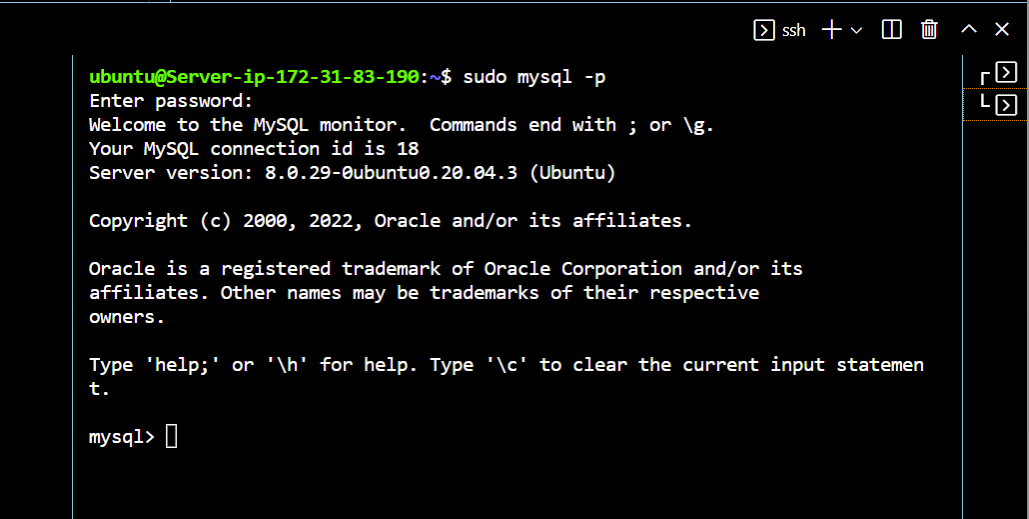 ssh
ubuntu@Server-ip-172-31-83-190:~$ sudo mysql -p
Enter password:
Welcome to the MySQL monitor.  Commands end with ; or \g.
Your MySQL connection id is 18
Server version: 8.0.29-0ubuntu0.20.04.3 (Ubuntu)

Copyright (c) 2000, 2022, Oracle and/or its affiliates.

Oracle is a registered trademark of Oracle Corporation and/or its
affiliates. Other names may be trademarks of their respective
owners.

Type 'help;' or '\h' for help. Type '\c' to clear the current input statemen
t.

mysql>